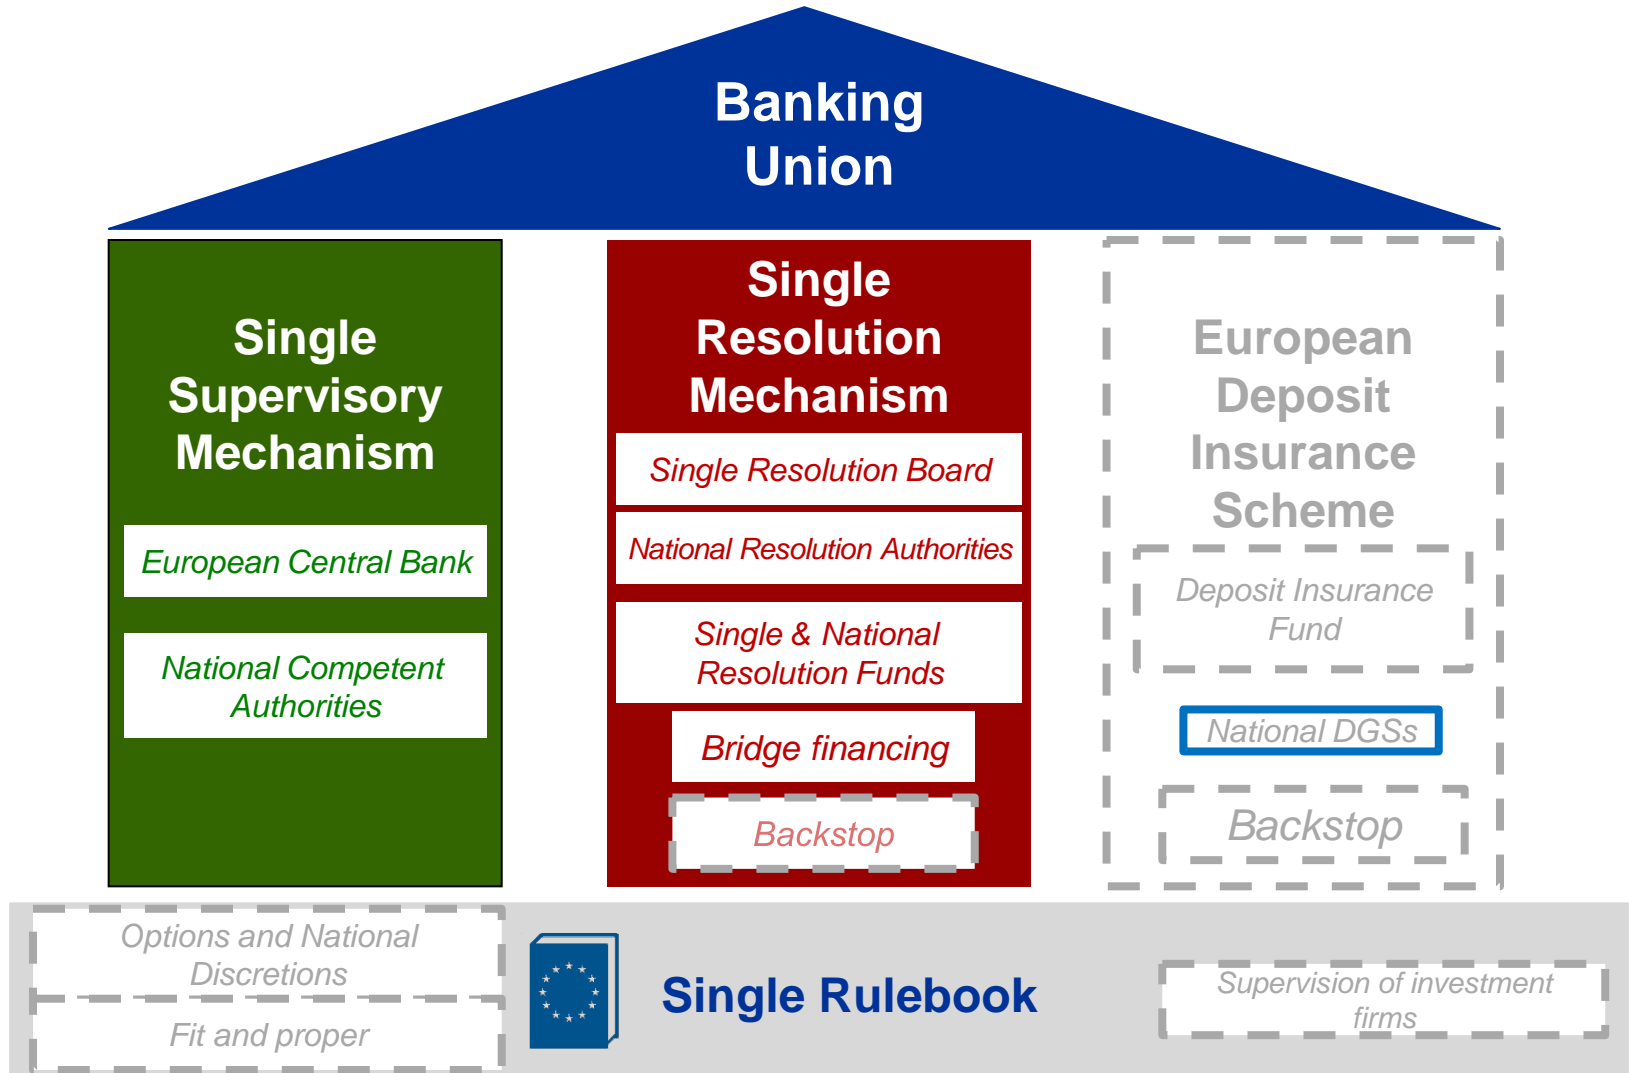 Banking
Union
Single
Supervisory
Mechanism
European Central Bank
National Competent
Authorities
Single
Resolution
Mechanism
Single Resolution Board
National Resolution Authorities
Single & National
Resolution Funds
Bridge financing
Backstop
European
Deposit
Insurance
Scheme
Deposit Insurance
Fund
National DGSs
Backstop
Options and National
Discretions
Fit and proper
Single Rulebook
Supervision of investment
firms